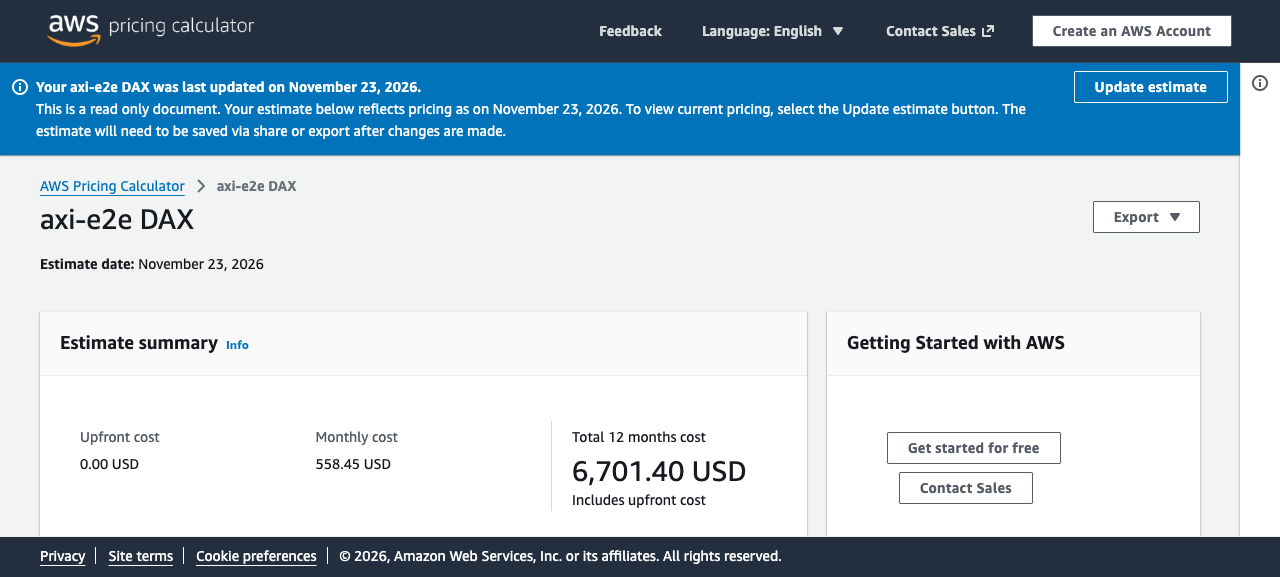 aws pricing calculator
Feedback
Language: English
Contact Sales
Create an AWS Account
Your axi-e2e DAX was last updated on November 23, 2026.
This is a read only document. Your estimate below reflects pricing as on November 23, 2026. To view current pricing, select the Update estimate button. The
estimate will need to be saved via share or export after changes are made.
Update estimate
AWS Pricing Calculator
axi-e2e DAX
axi-e2e DAX
Export
Estimate date: November 23, 2026
Estimate summary Info
Upfront cost
0.00 USD
Monthly cost
558.45 USD
Total 12 months cost
6,701.40 USD
Includes upfront cost
Getting Started with AWS
Get started for free
Contact Sales
Privacy
Site terms
Cookie preferences
© 2026, Amazon Web Services, Inc. or its affiliates. All rights reserved.